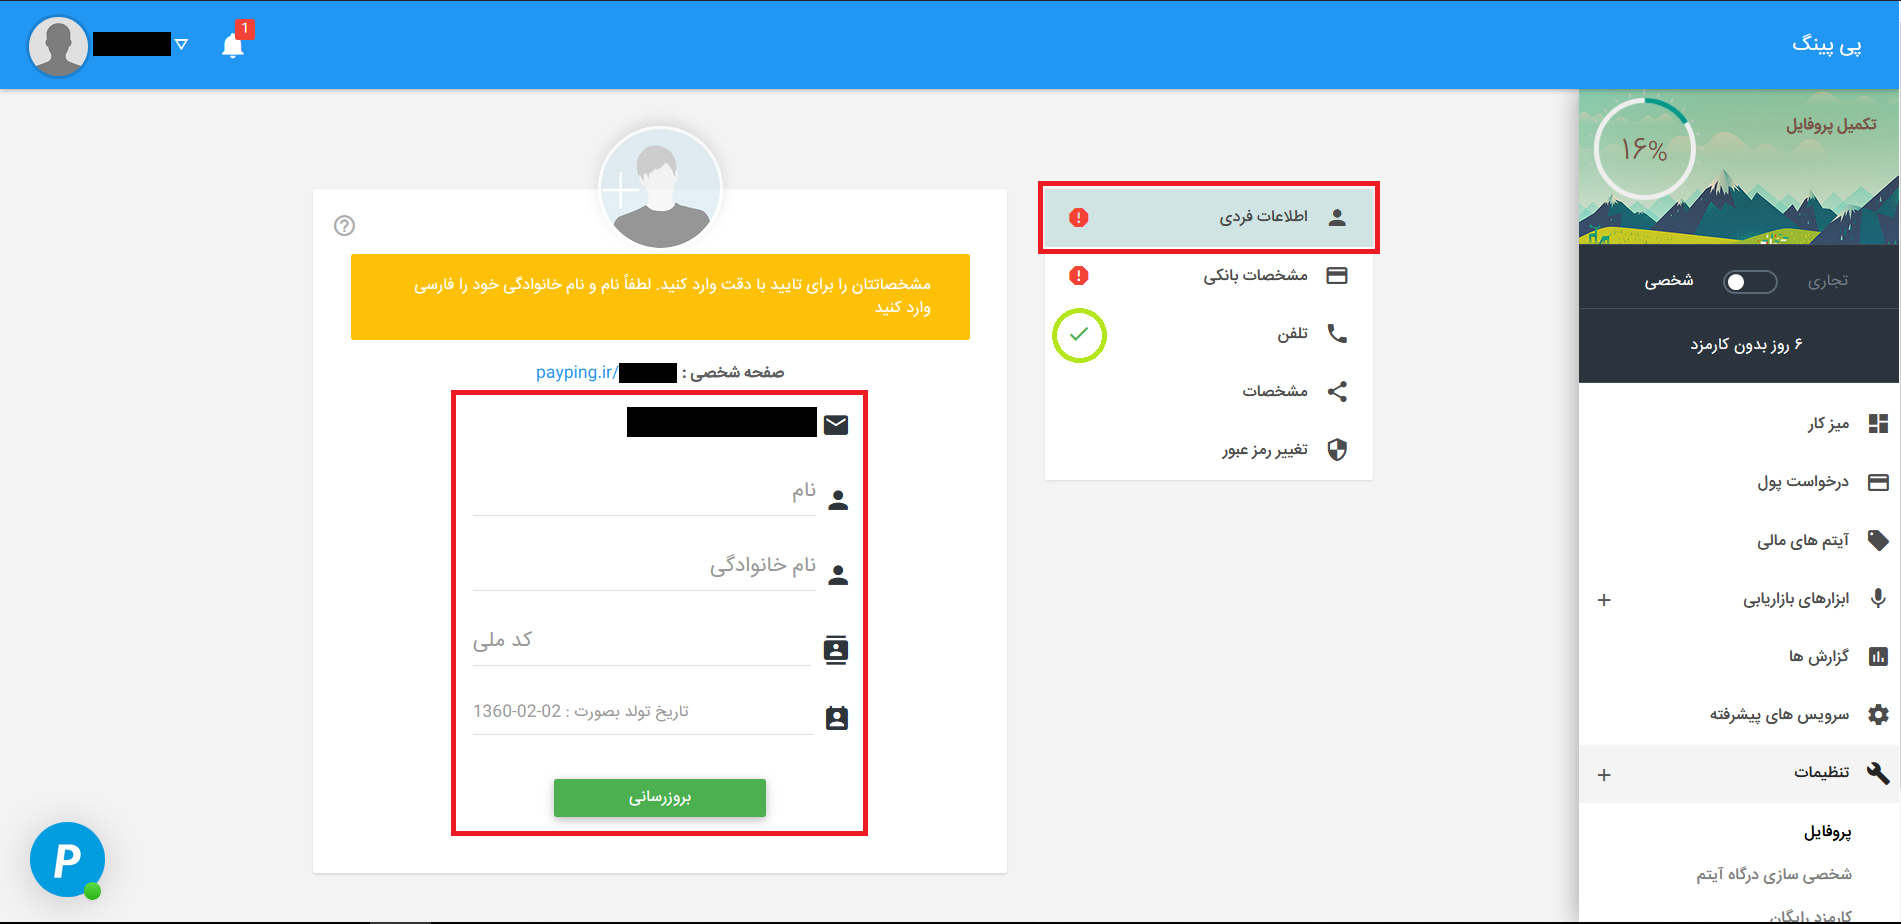 پی پینگ
1
تکمیل پروفایل
۱۶%
تجاری
شخصی
۶ روز بدون کارمزد
میز کار
درخواست پول
آیتم های مالی
ابزارهای بازاریابی
+
گزارش ها
سرویس های پیشرفته
تنظیمات
+
پروفایل
شخصی سازی درگاه آیتم
کارمزد رایگان
اطلاعات فردی
مشخصات بانکی
تلفن
مشخصات
تغییر رمز عبور
مشخصاتتان را برای تایید با دقت وارد کنید. لطفاً نام و نام خانوادگی خود را فارسی
وارد کنید
صفحه شخصی : payping.ir/
نام
نام خانوادگی
کد ملی
تاریخ تولد بصورت : 1360-02-02
بروزرسانی
P